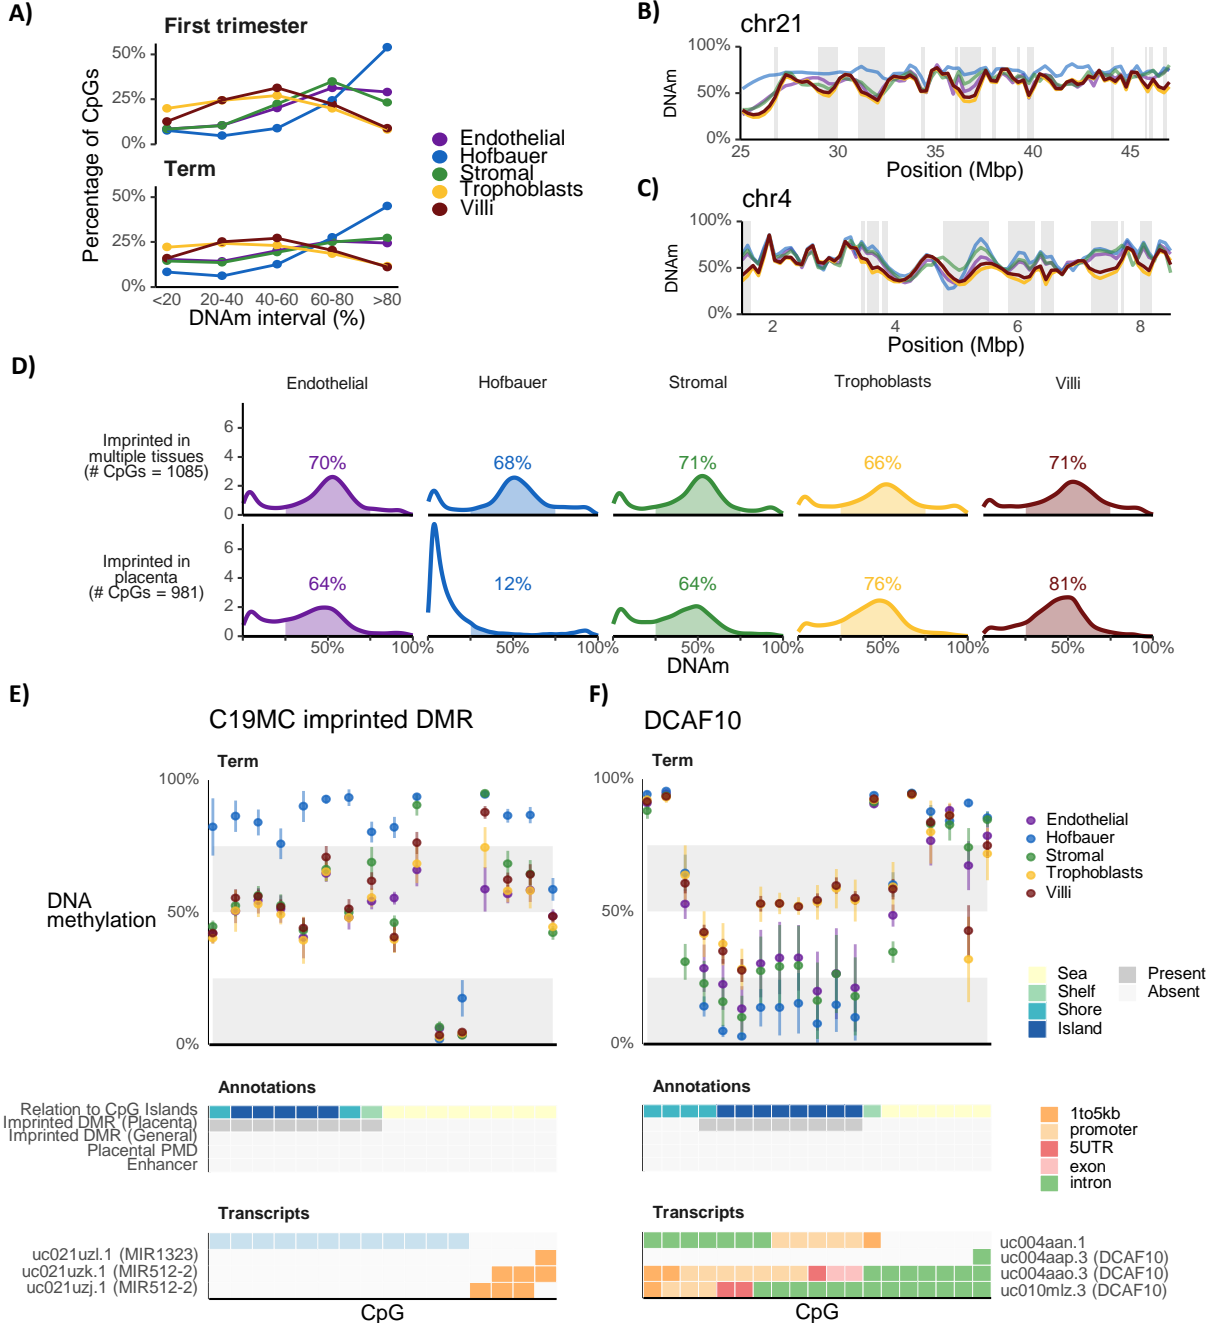 A)
First trimester
50%
25%
0%
Term
50%
25%
0%
<20
20-40
40-60
60-80
>80
DNAm interval (%)
Percentage of CpGs
Endothelial
Hofbauer
Stromal
Trophoblasts
Villi
B)
chr21
100%
50%
0%
DNAm
25
30
35
40
45
Position (Mbp)
C)
chr4
100%
50%
0%
DNAm
2
4
6
8
Position (Mbp)
D)
Endothelial
Hofbauer
Stromal
Trophoblasts
Villi
Imprinted in
multiple tissues
(# CpGs = 1085)
6
4
2
0
70%
68%
71%
66%
71%
Imprinted in
placenta
(# CpGs = 981)
6
4
2
0
64%
12%
64%
76%
81%
50%
100%
50%
100%
50%
100%
50%
100%
50%
100%
DNAm
E)
C19MC imprinted DMR
Term
100%
50%
0%
DNA
methylation
Annotations
Relation to CpG Islands
Imprinted DMR (Placenta)
Imprinted DMR (General)
Placental PMD
Enhancer
Transcripts
uc021uzl.1 (MIR1323)
uc021uzk.1 (MIR512-2)
uc021uzj.1 (MIR512-2)
CpG
F)
DCAF10
Term
100%
50%
0%
Endothelial
Hofbauer
Stromal
Trophoblasts
Villi
Sea
Shelf
Shore
Island
Present
Absent
Annotations
1to5kb
promoter
5UTR
exon
intron
Transcripts
uc004aan.1
uc004aap.3 (DCAF10)
uc004aao.3 (DCAF10)
uc010mlz.3 (DCAF10)
CpG